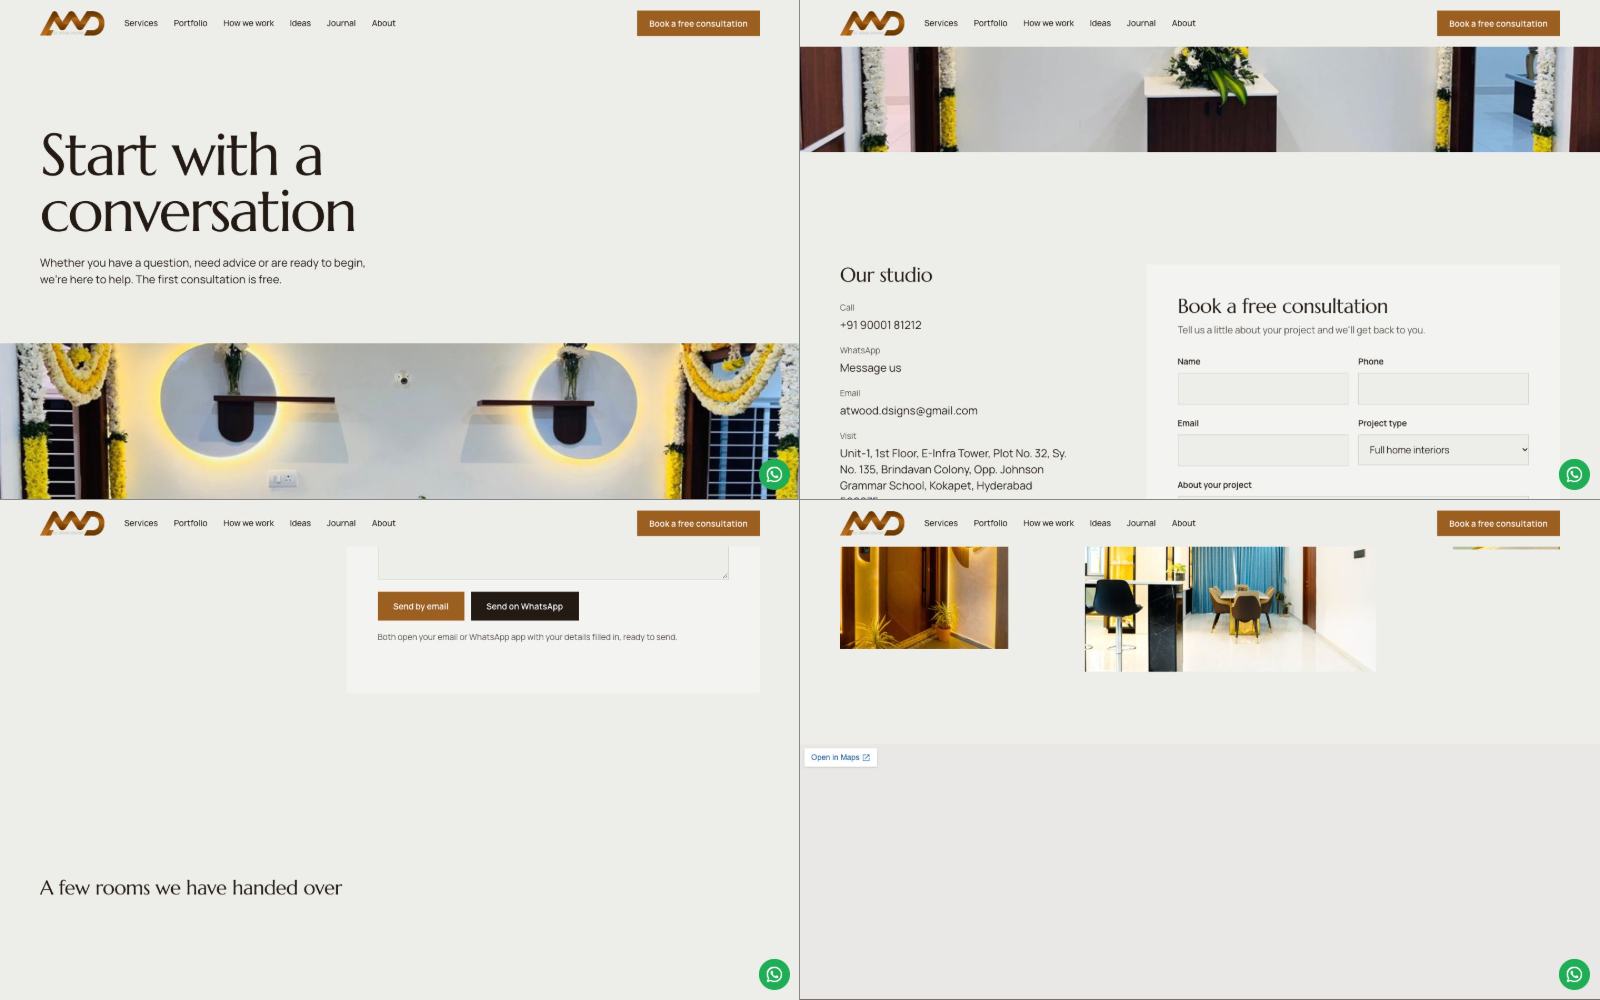 Services Portfolio How we work Ideas Journal About Book a free consultation
Start with a
conversation
Whether you have a question, need advice or are ready to begin,
we're here to help. The first consultation is free.
Services Portfolio How we work Ideas Journal About Book a free consultation
Our studio
Call
+91 90001 81212
WhatsApp
Message us
Email
atwood.dsigns@gmail.com
Visit
Unit-1, 1st Floor, E-Infra Tower, Plot No. 32, Sy.
No. 135, Brindavan Colony, Opp. Johnson
Grammar School, Kokapet, Hyderabad
Book a free consultation
Tell us a little about your project and we'll get back to you.
Name Phone
Email Project type
Full home interiors
About your project
Services Portfolio How we work Ideas Journal About Book a free consultation
Send by email Send on WhatsApp
Both open your email or WhatsApp app with your details filled in, ready to send.
A few rooms we have handed over
Services Portfolio How we work Ideas Journal About Book a free consultation
Open in Maps